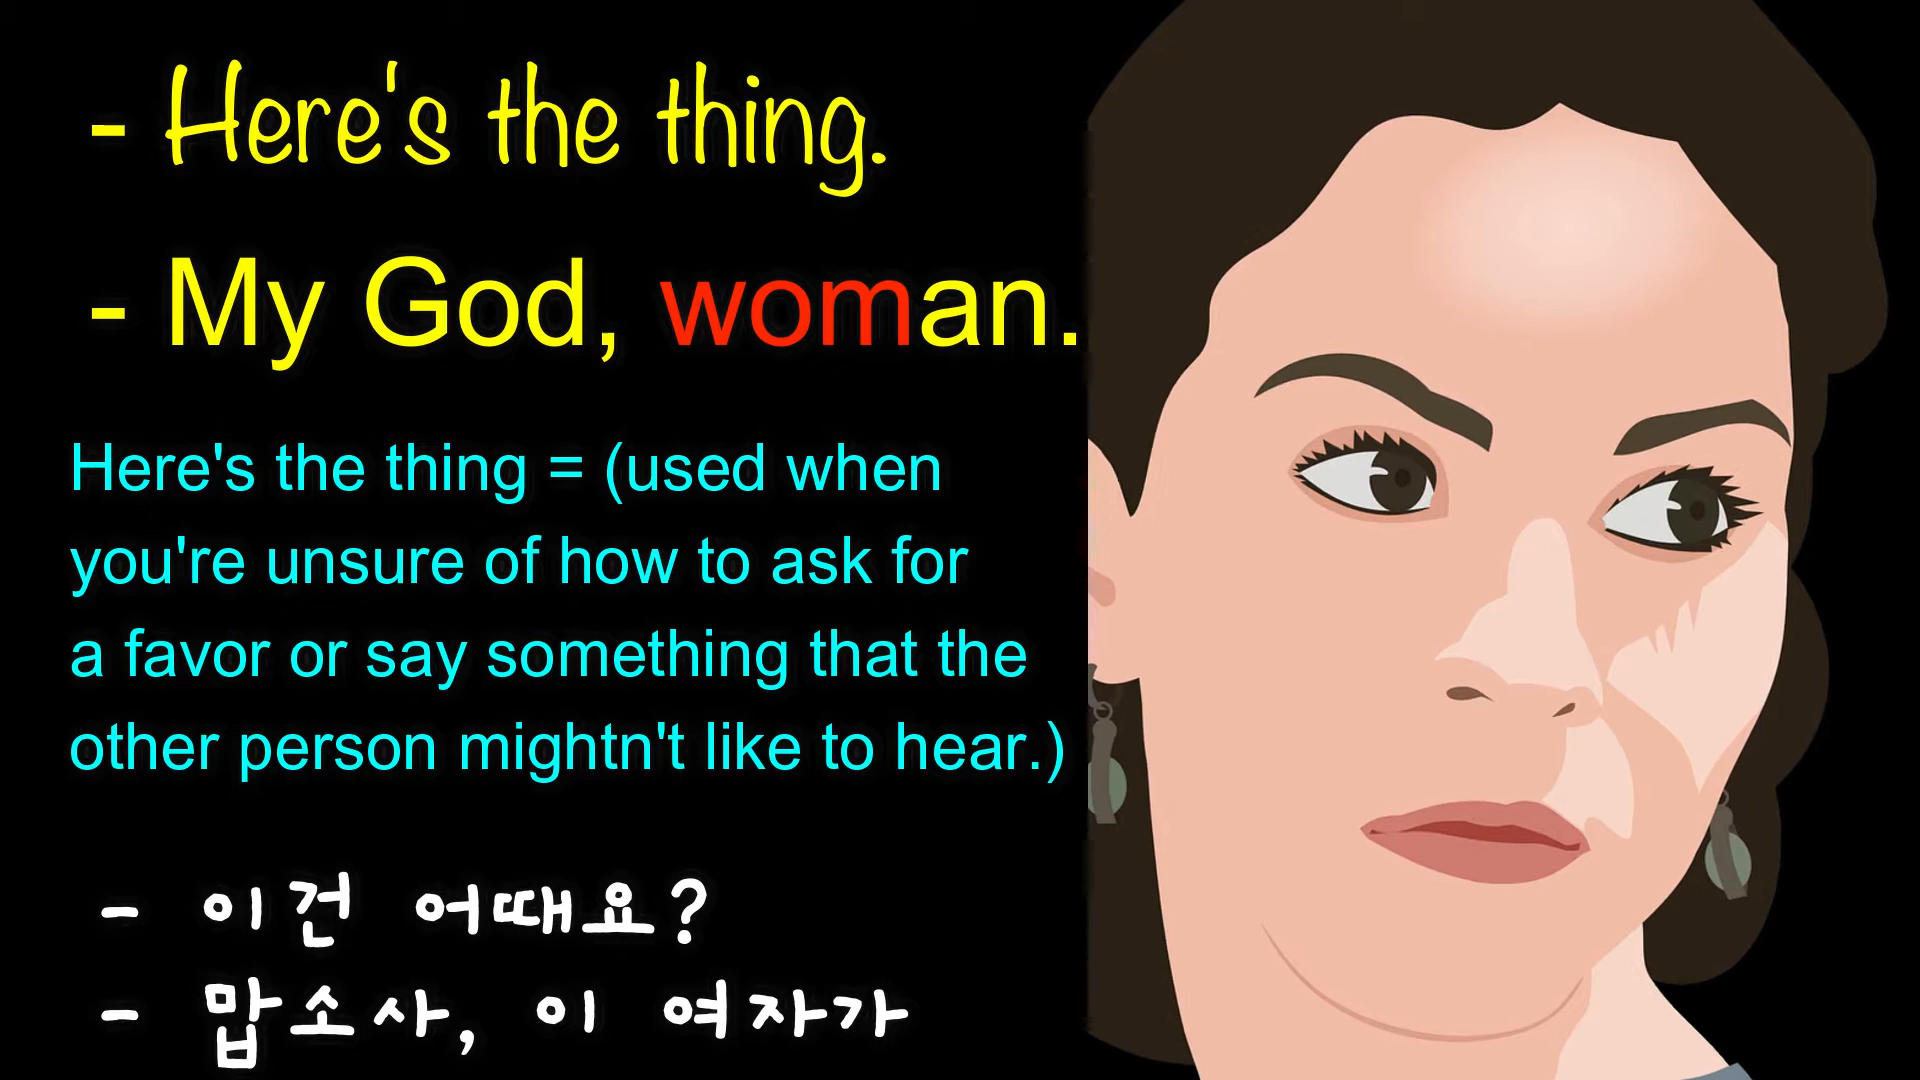 - Here's the thing.
- My God, woman.
Here's the thing = (used when
you're unsure of how to ask for
a favor or say something that the
other person mightn't like to hear.)
- 이건 어때요?
- 맙소사, 이 여자가